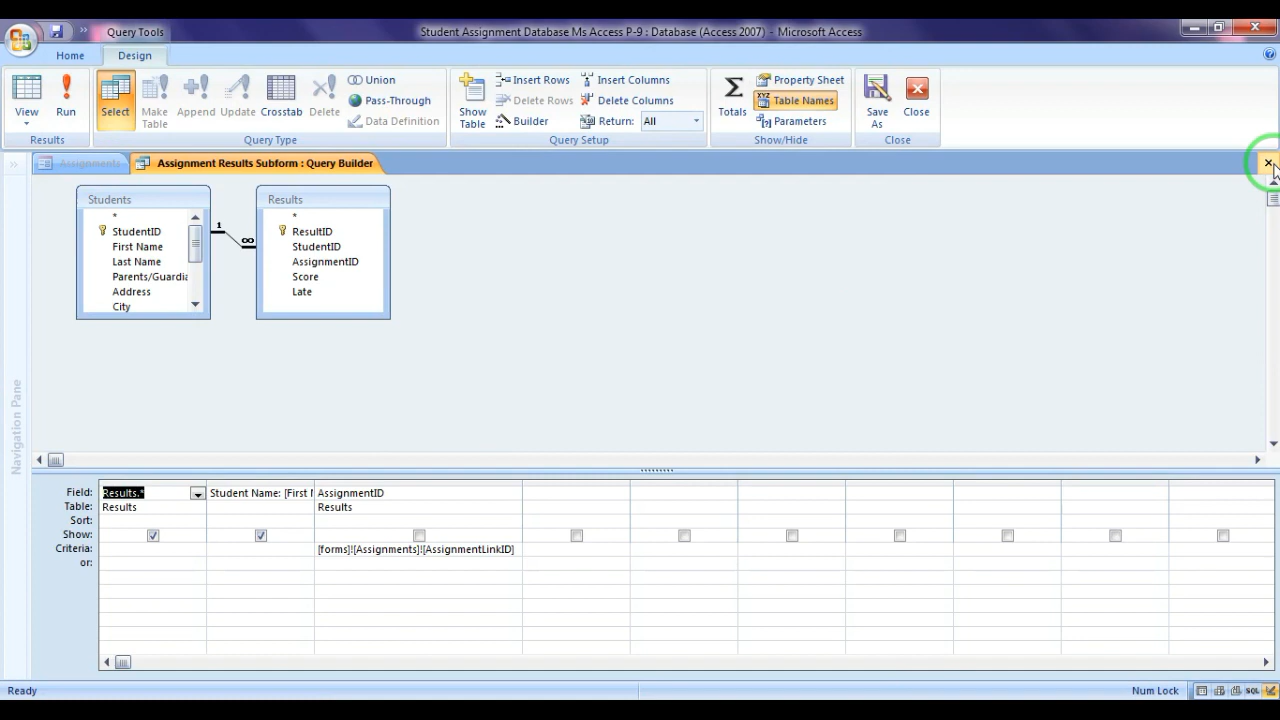 Query Tools
Student Assignment Database Ms Access P-9 : Database (Access 2007) - Microsoft Access
Home
Design
View
Run
Results
Select
Make Table
Append
Update
Crosstab
Delete
Union
Pass-Through
Data Definition
Query Type
Show Table
Insert Rows
Delete Rows
Builder
Insert Columns
Delete Columns
Return: All
Query Setup
Totals
Property Sheet
Table Names
Parameters
Show/Hide
Save As
Close
Close
Assignments
Assignment Results Subform : Query Builder
Navigation Pane
Students
*
StudentID
First Name
Last Name
Parents/Guardia
Address
City
1
∞
Results
*
ResultID
StudentID
AssignmentID
Score
Late
Field: Results.* Student Name: [First N AssignmentID
Table: Results Results
Sort:
Show:
Criteria: [forms]![Assignments]![AssignmentLinkID]
or:
Ready
Num Lock
SQL